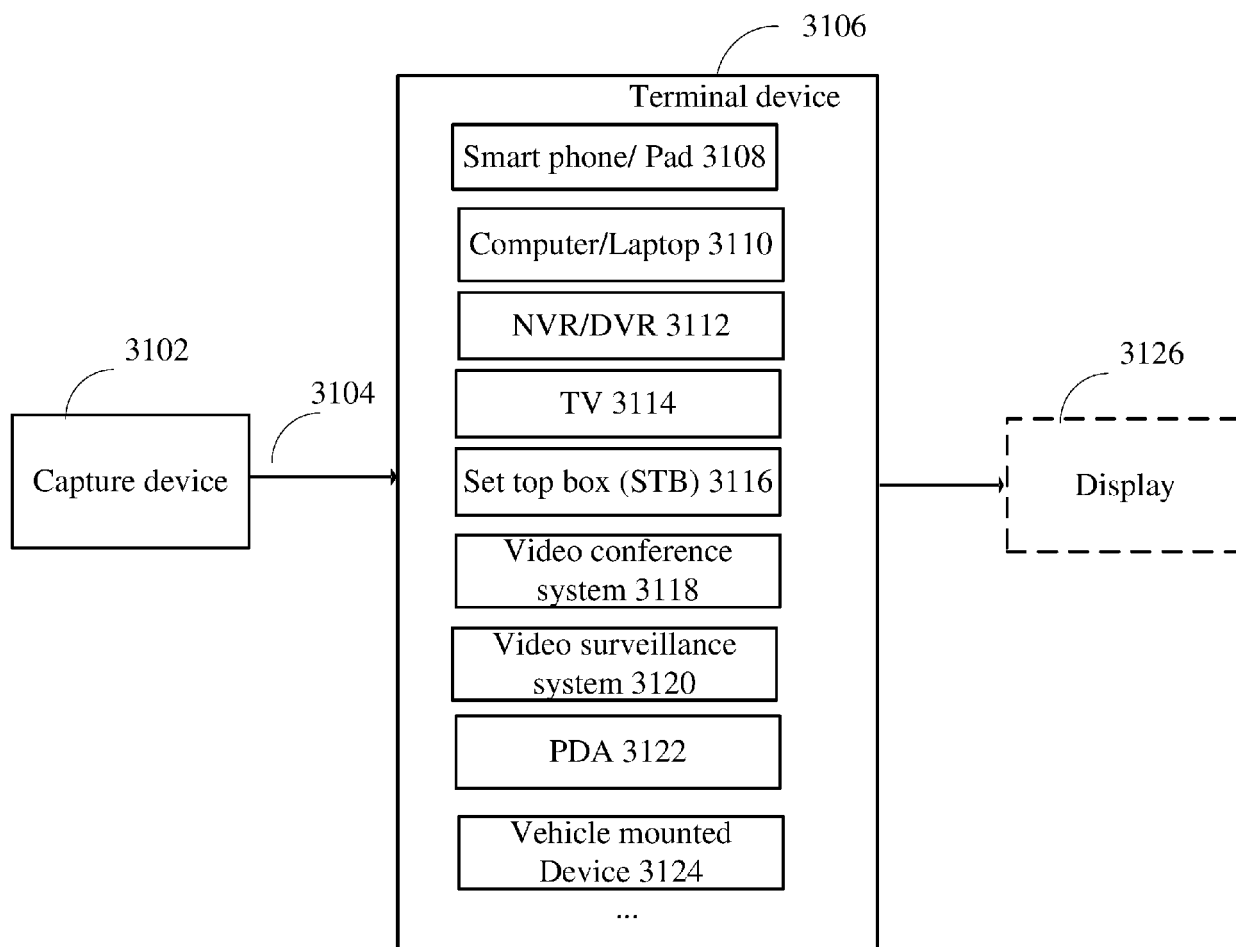 3106
Terminal device
Smart phone/ Pad 3108
Computer/Laptop 3110
NVR/DVR 3112
3102
3104
3126
TV 3114
Capture device
Set top box (STB) 3116
Display
Video conference
system 3118
Video surveillance
system 3120
PDA 3122
Vehicle mounted
Device 3124
...